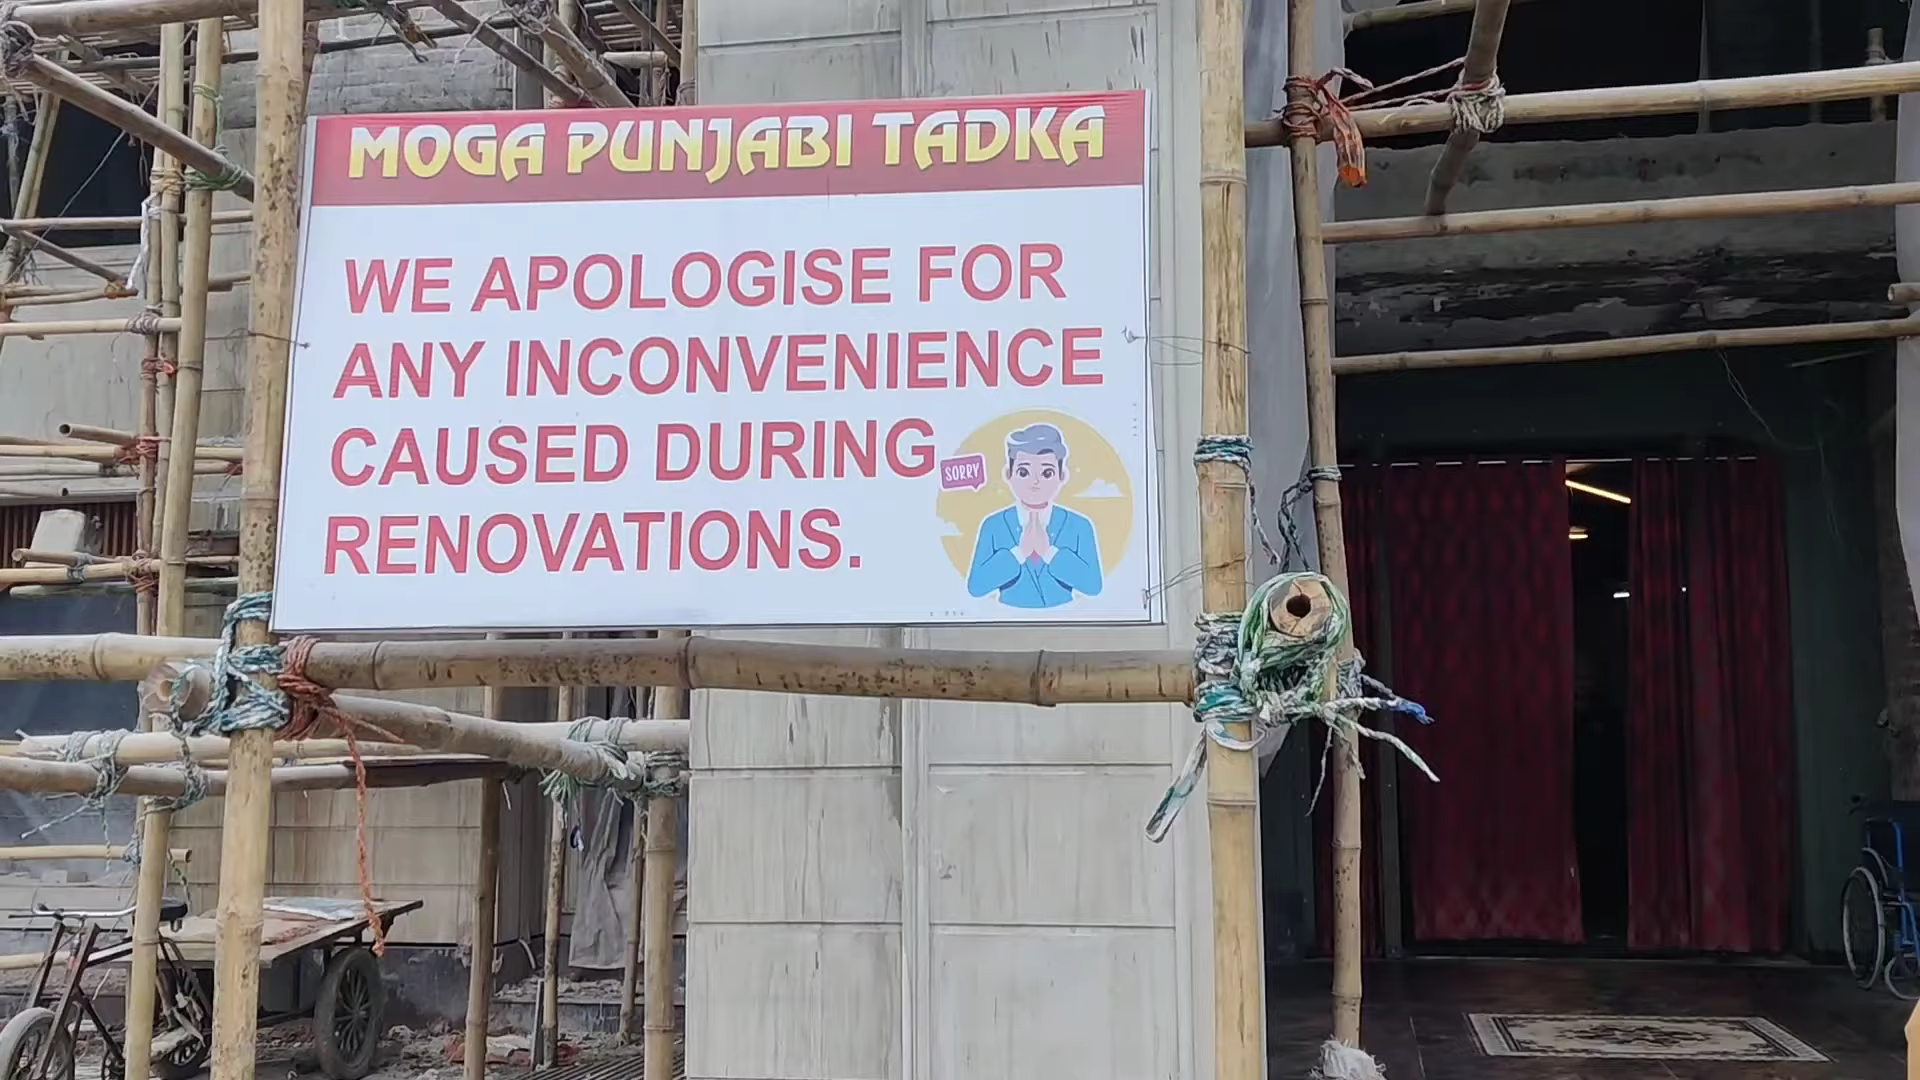 MOGA PUNJABI TADKA
WE APOLOGISE FOR
ANY INCONVENIENCE
CAUSED DURING
SORRY
RENOVATIONS.